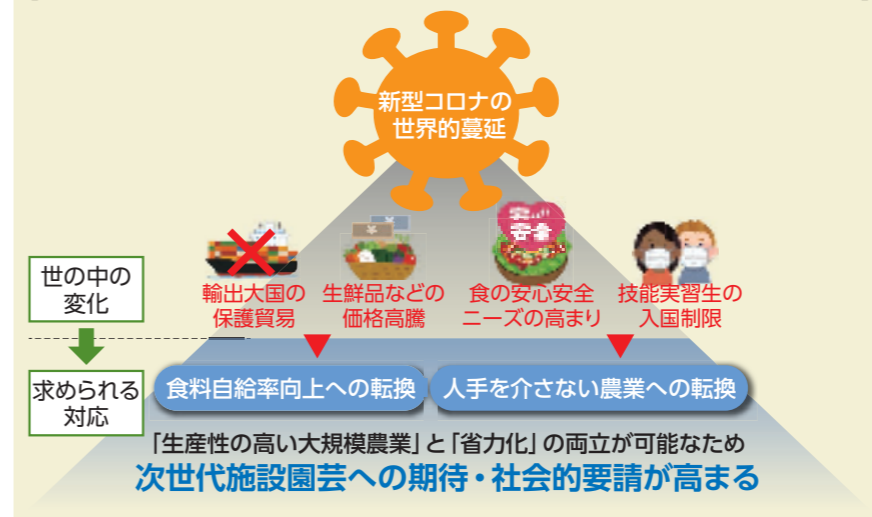 新型コロナの
世界的蔓延
安心
安全
世の中の
変化
輸出大国の
保護貿易
生鮮品などの
価格高騰
食の安心安全
ニーズの高まり
技能実習生の
入国制限
求められる
対応
食料自給率向上への転換
人手を介さない農業への転換
「生産性の高い大規模農業」と「省力化」の両立が可能なため
次世代施設園芸への期待・社会的要請が高まる